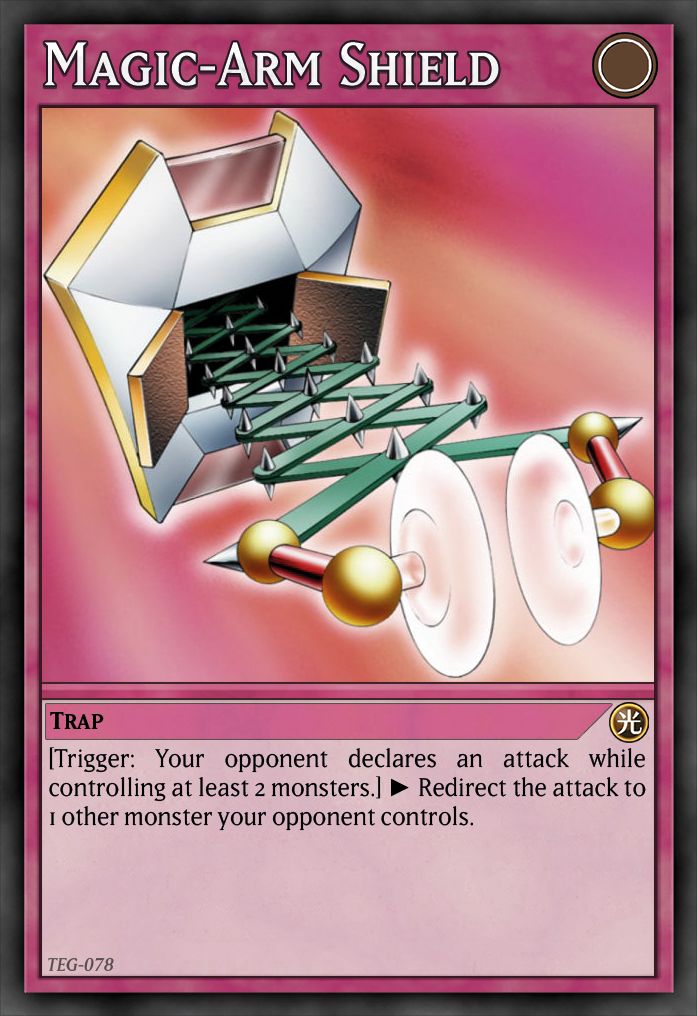 Magic-Arm Shield
Trap
光
[Trigger: Your opponent declares an attack while
controlling at least 2 monsters.] ► Redirect the attack to
1 other monster your opponent controls.
TEG-078